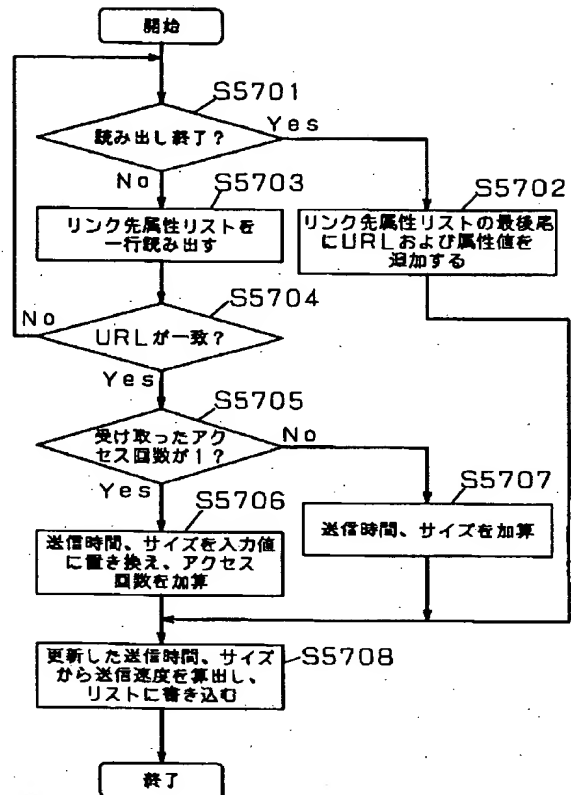 開始
S5701
読み出し終了?
Yes
No
S5703
S5702
リンク先属性リストを
一行読み出す
リンク先属性リストの最後尾
にURLおよび属性値を
追加する
S5704
No
URLが一致?
Yes
S5705
受け取ったアク
セス回数が1?
No
Yes
S5706
S5707
送信時間、サイズを入力値
に置き換え、アクセス
回数を加算
送信時間、サイズを加算
更新した送信時間、サイズ
から送信速度を算出し、
リストに書き込む
S5708
終了